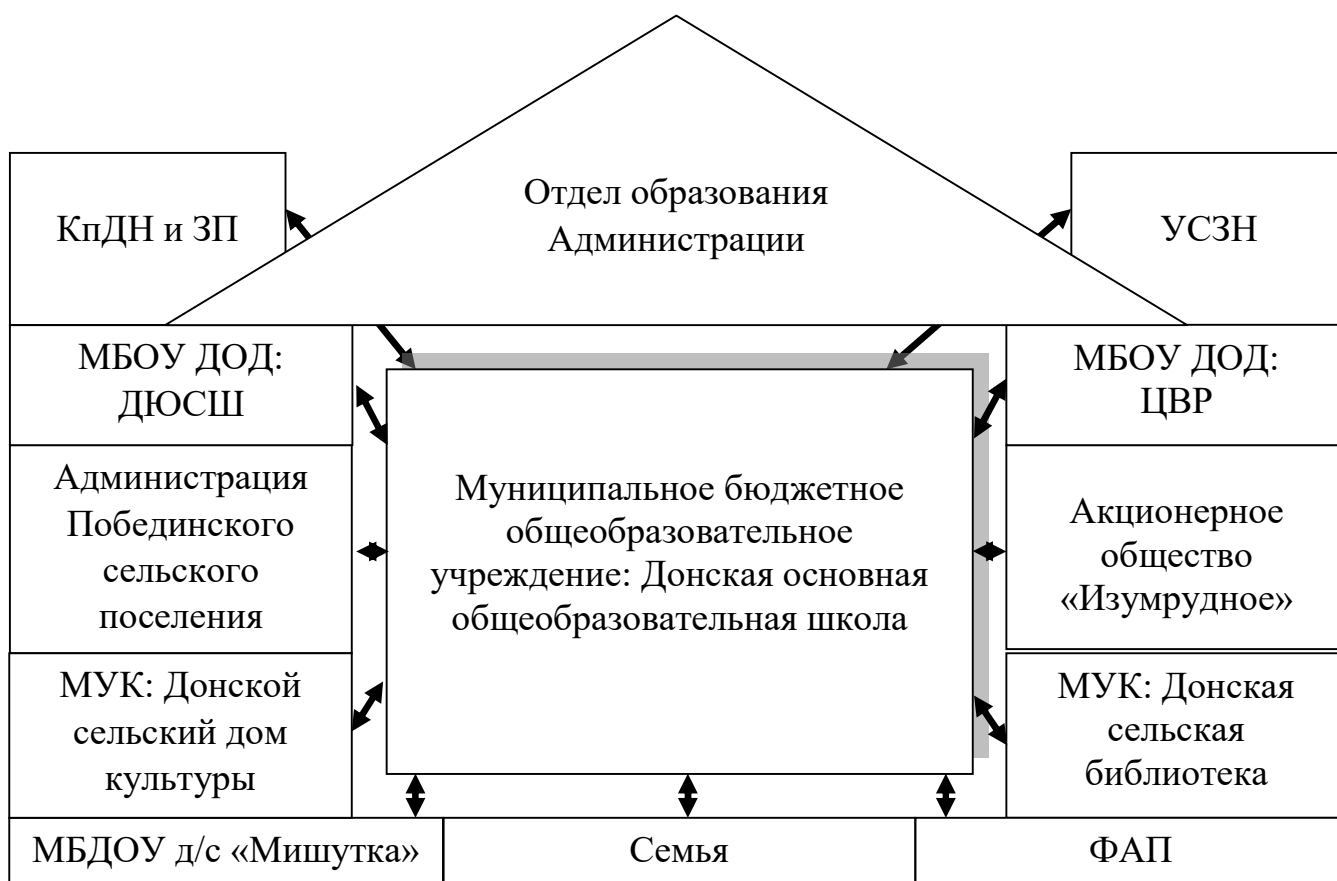 Отдел образования
Администрации
КпДН и ЗП
УСЗН
МБОУ ДОД:
ДЮСШ
МБОУ ДОД:
ЦВР
Администрация
Побединского
сельского
поселения
Муниципальное бюджетное
общеобразовательное
учреждение: Донская основная
общеобразовательная школа
Акционерное
общество
«Изумрудное»
МУК: Донской
сельский дом
культуры
МУК: Донская
сельская
библиотека
МБДОУ д/с «Мишутка»
Семья
ФАП